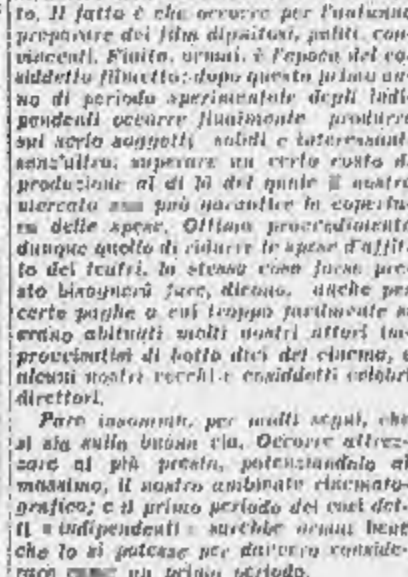 to. Il fatto è che occorre per l'autunno
preparare dei film dignitosi, puliti, con-
vincenti. Finita, ormai, è l'epoca del co-
siddetto filmetto: dopo questo primo an-
no di periodo sperimentale degli indi-
pendenti occorre finalmente produrre
sul serio soggetti solidi e interessanti
senz'altro, superare un certo costo di
produzione al di là del quale il nostro
mercato non può garantire la copertu-
ra delle spese. Ottimo provvedimento
dunque quello di ridurre le spese d'affit-
to dei teatri. la stessa cosa forse pre-
sto bisognerà fare, dicono, anche per
certe paghe a cui troppo facilmente si
erano abituati molti nostri attori im-
provvisatisi di botto divi del cinema, e
alcuni nostri vecchi e cosiddetti celebri
direttori.
Pare insomma, per molti segni, che
si sia sulla buona via. Occorre attrez-
zare al più presto, potenziandolo al
massimo, il nostro ambiente cinemato-
grafico; e il primo periodo dei così det-
ti « indipendenti » sarebbe ormai bene
che lo si potesse per davvero conside-
rare come un primo periodo.